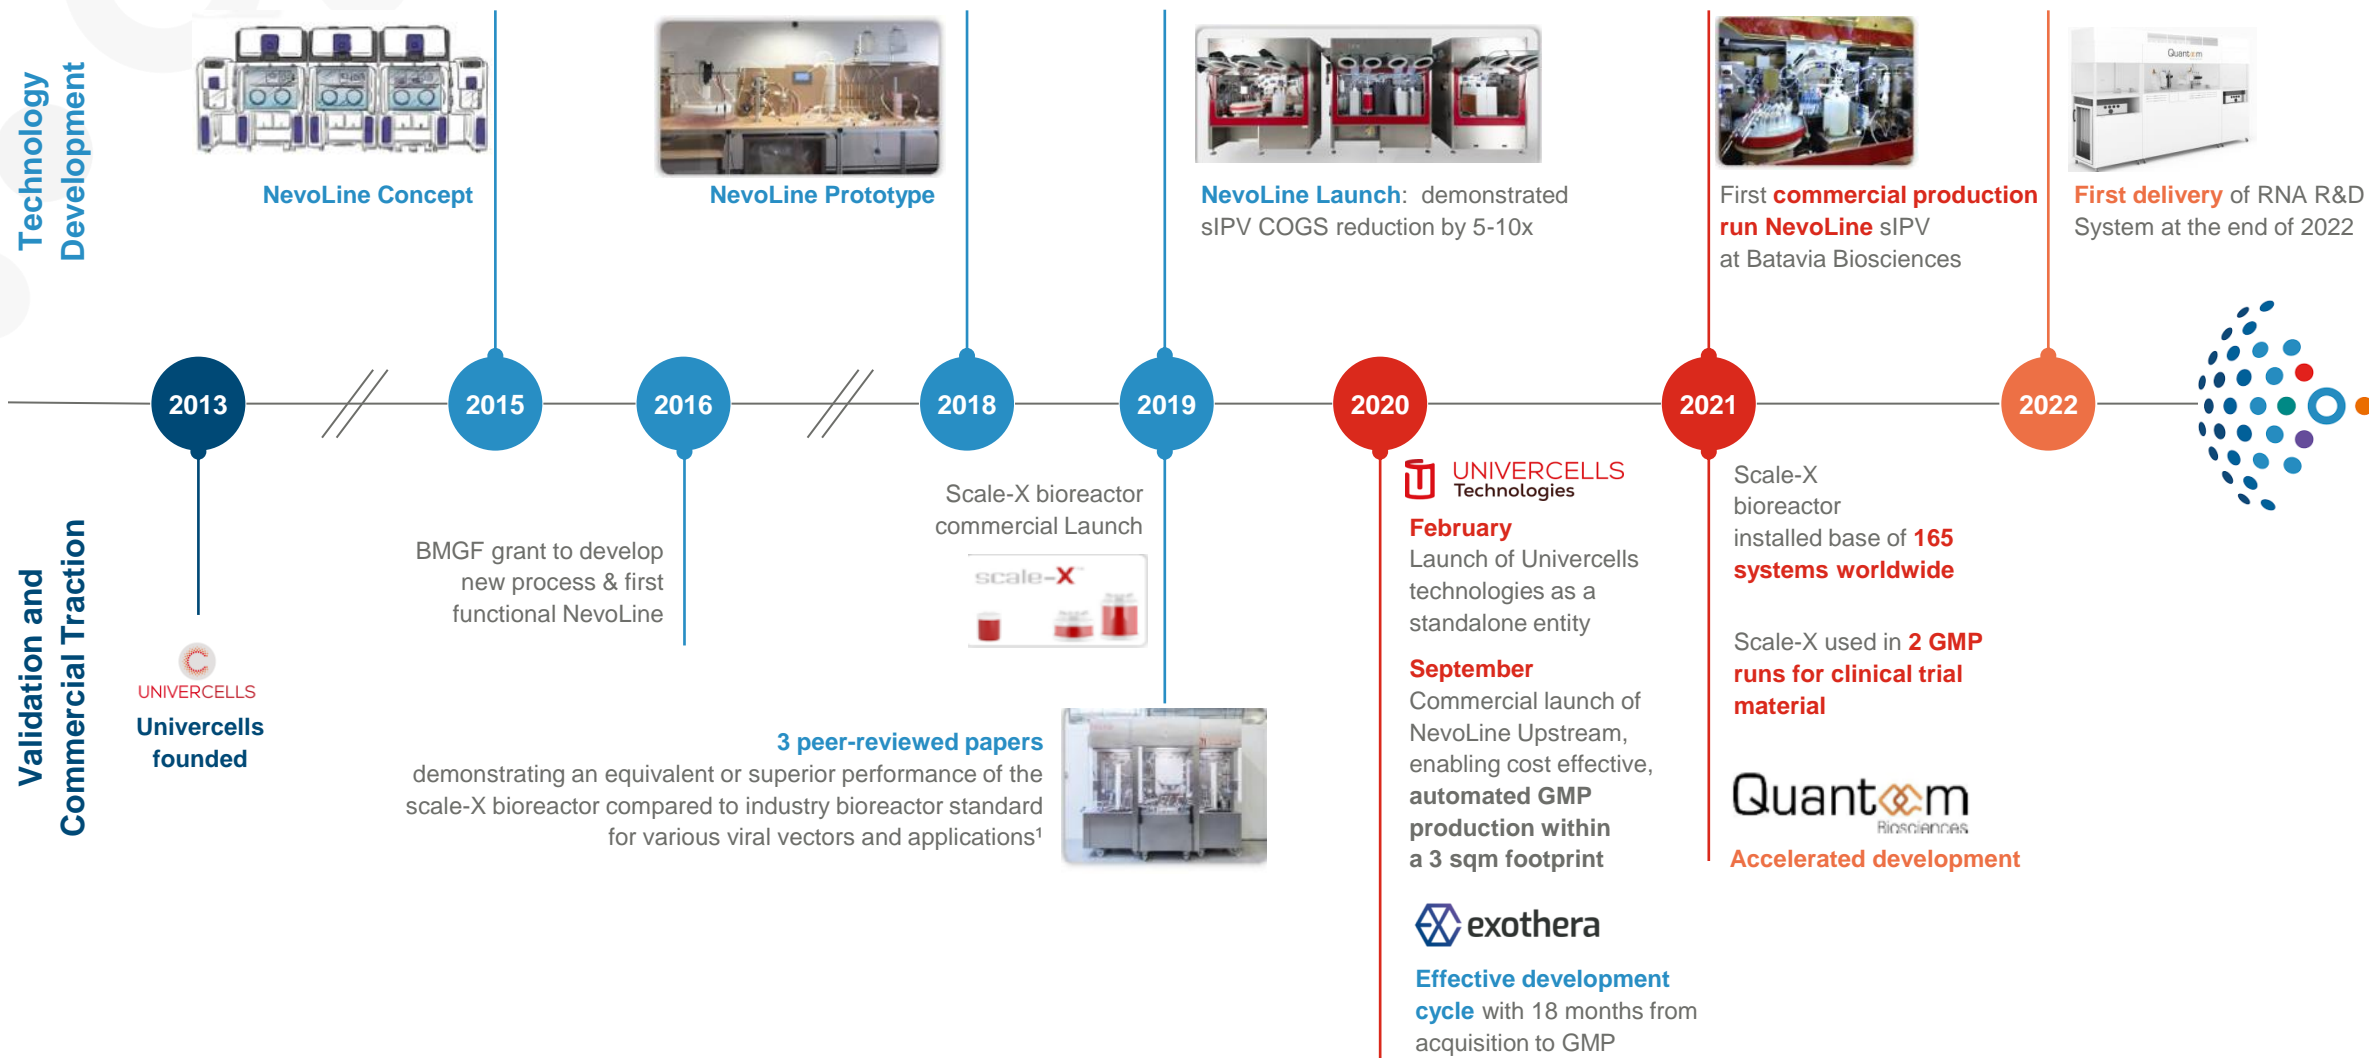 Technology
Development
NevoLine Concept
NevoLine Prototype
NevoLine Launch: demonstrated
sIPV COGS reduction by 5-10x
First commercial production
run NevoLine sIPV
at Batavia Biosciences
Quantoom
First delivery of RNA R&D
System at the end of 2022
2013
2015
2016
2018
2019
2020
2021
2022
Validation and
Commercial Traction
UNIVERCELLS
Univercells
founded
BMGF grant to develop
new process & first
functional NevoLine
Scale-X bioreactor
commercial Launch
scale-X™
3 peer-reviewed papers
demonstrating an equivalent or superior performance of the
scale-X bioreactor compared to industry bioreactor standard
for various viral vectors and applications¹
UNIVERCELLS
Technologies
February
Launch of Univercells
technologies as a
standalone entity
September
Commercial launch of
NevoLine Upstream,
enabling cost effective,
automated GMP
production within
a 3 sqm footprint
exothera
Effective development
cycle with 18 months from
acquisition to GMP
Scale-X
bioreactor
installed base of 165
systems worldwide
Scale-X used in 2 GMP
runs for clinical trial
material
Quantoom
Biosciences
Accelerated development